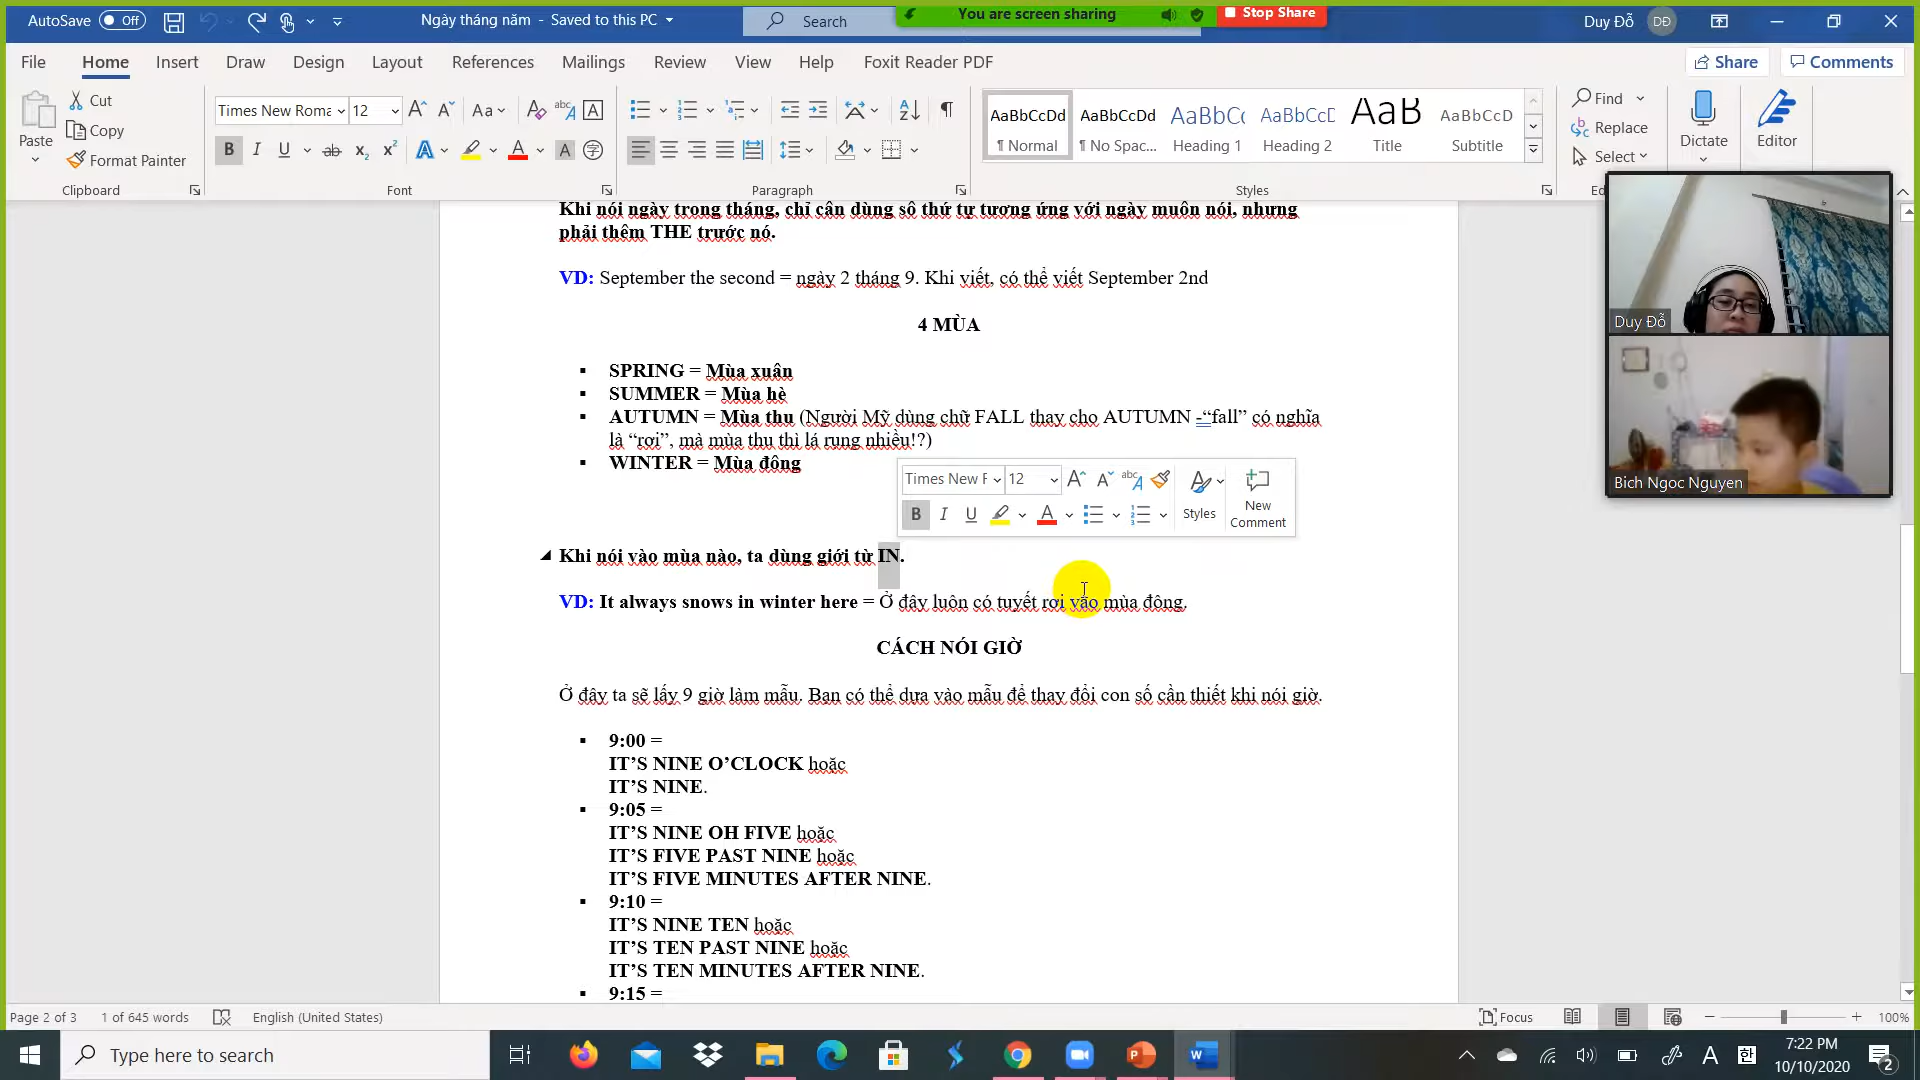 AutoSave Off
Ngày tháng năm - Saved to this PC
Search
You are screen sharing
Stop Share
Duy Đỗ
DĐ
File Home Insert Draw Design Layout References Mailings Review View Help Foxit Reader PDF
Share
Comments
Paste
Cut
Copy
Format Painter
Clipboard
Times New Roma
12
Font
Paragraph
AaBbCcDd
¶ Normal
AaBbCcDd
¶ No Spac...
AaBbCc
Heading 1
AaBbCcD
Heading 2
AaB
Title
AaBbCcD
Subtitle
Styles
Find
Replace
Select
Dictate
Editor
Khi nói ngày trong tháng, chỉ cần dùng số thứ tự tương ứng với ngày muốn nói, nhưng
phải thêm THE trước nó.
VD: September the second = ngày 2 tháng 9. Khi viết, có thể viết September 2nd
4 MÙA
▪ SPRING = Mùa xuân
▪ SUMMER = Mùa hè
▪ AUTUMN = Mùa thu (Người Mỹ dùng chữ FALL thay cho AUTUMN -“fall” có nghĩa
là “rơi”, mà mùa thu thì lá rụng nhiều!?)
▪ WINTER = Mùa đông
Times New F
12
Styles
New
Comment
Khi nói vào mùa nào, ta dùng giới từ IN.
VD: It always snows in winter here = Ở đây luôn có tuyết rơi vào mùa đông.
CÁCH NÓI GIỜ
Ở đây ta sẽ lấy 9 giờ làm mẫu. Bạn có thể dựa vào mẫu để thay đổi con số cần thiết khi nói giờ.
▪ 9:00 =
IT’S NINE O’CLOCK hoặc
IT’S NINE.
▪ 9:05 =
IT’S NINE OH FIVE hoặc
IT’S FIVE PAST NINE hoặc
IT’S FIVE MINUTES AFTER NINE.
▪ 9:10 =
IT’S NINE TEN hoặc
IT’S TEN PAST NINE hoặc
IT’S TEN MINUTES AFTER NINE.
▪ 9:15 =
Duy Đỗ
Bich Ngoc Nguyen
Page 2 of 3
1 of 645 words
English (United States)
Focus
100%
Type here to search
7:22 PM
10/10/2020
2